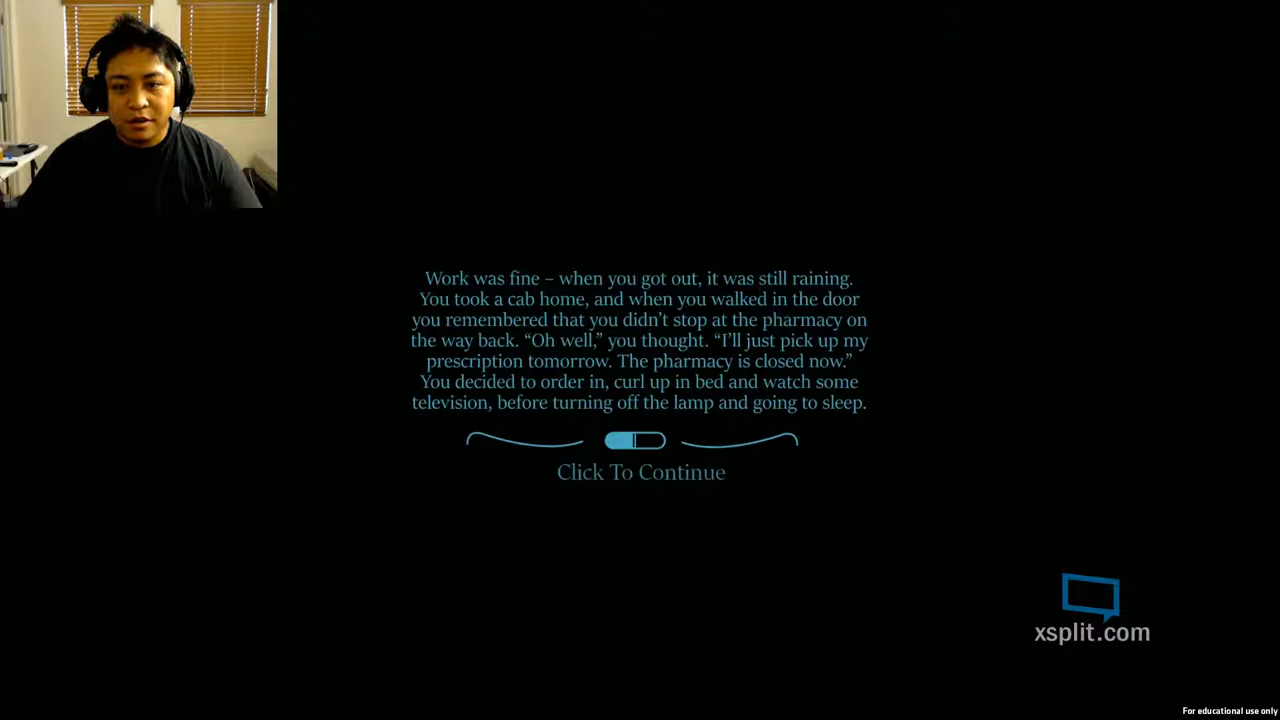 Work was fine – when you got out, it was still raining.
You took a cab home, and when you walked in the door
you remembered that you didn’t stop at the pharmacy on
the way back. “Oh well,” you thought. “I’ll just pick up my
prescription tomorrow. The pharmacy is closed now.”
You decided to order in, curl up in bed and watch some
television, before turning off the lamp and going to sleep.
Click To Continue
xsplit.com
For educational use only